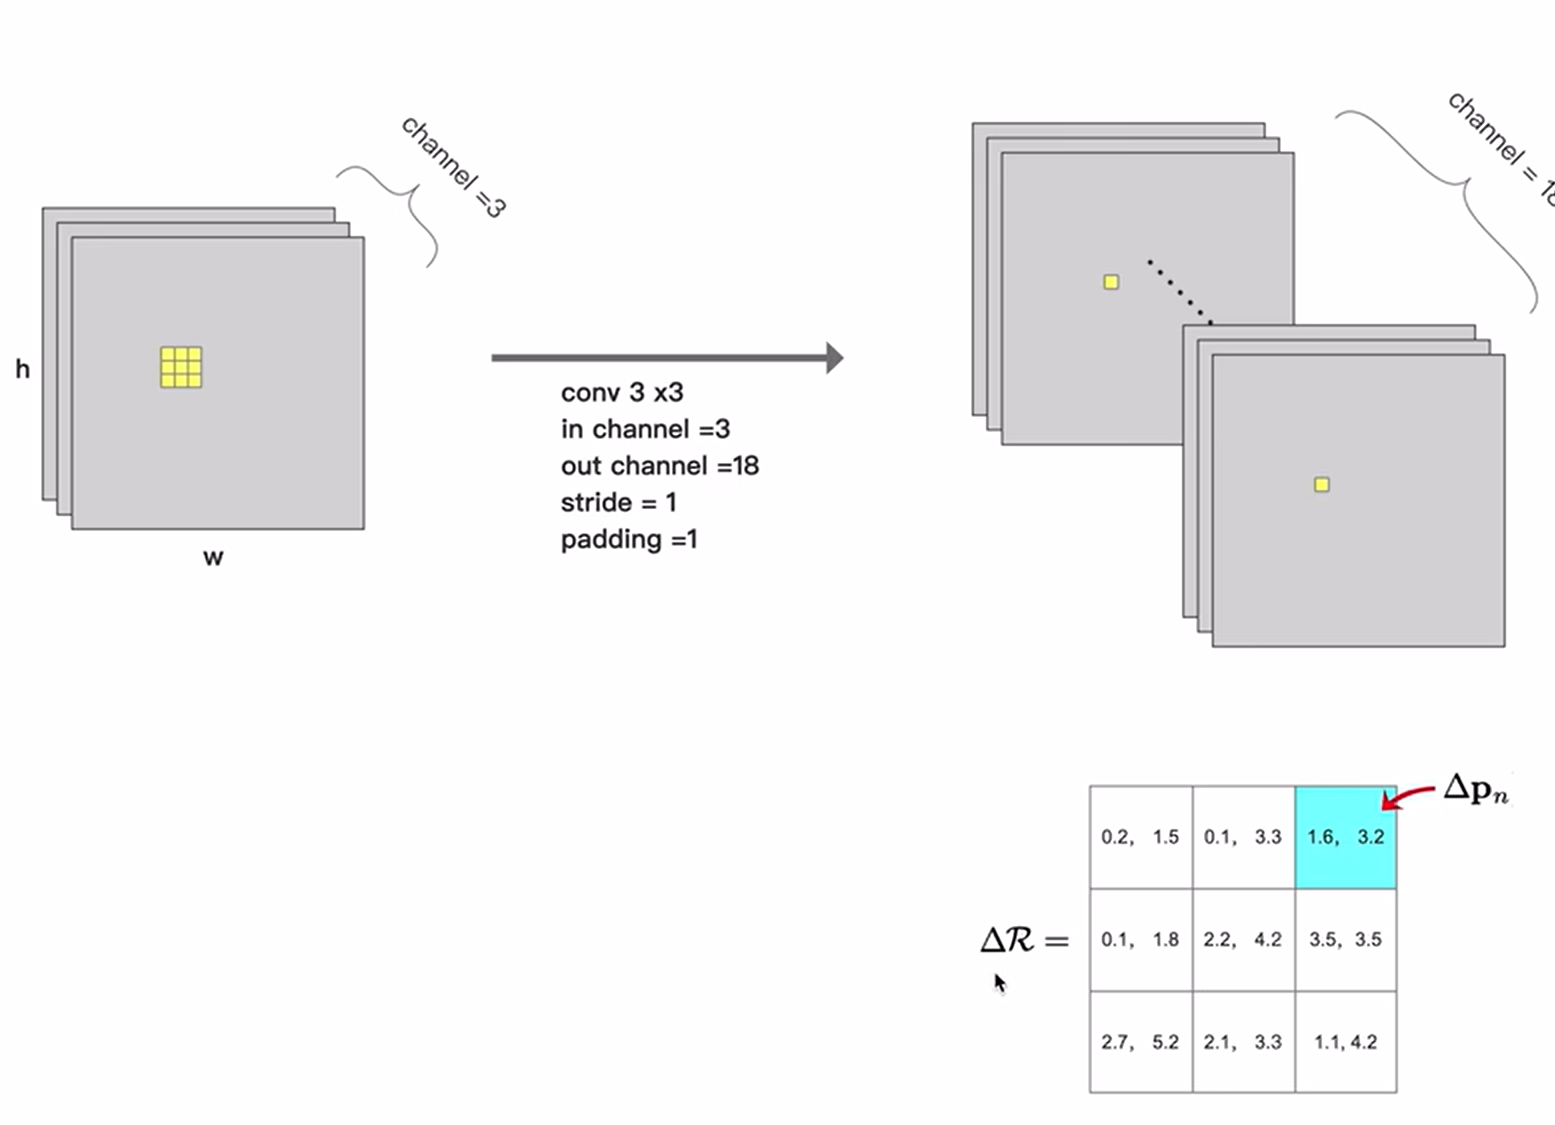 channel =3
h
w
conv 3 x3
in channel =3
out channel =18
stride = 1
padding =1
channel = 18
Δpₙ
Δℛ =
0.2, 1.5 0.1, 3.3 1.6, 3.2
0.1, 1.8 2.2, 4.2 3.5, 3.5
2.7, 5.2 2.1, 3.3 1.1, 4.2